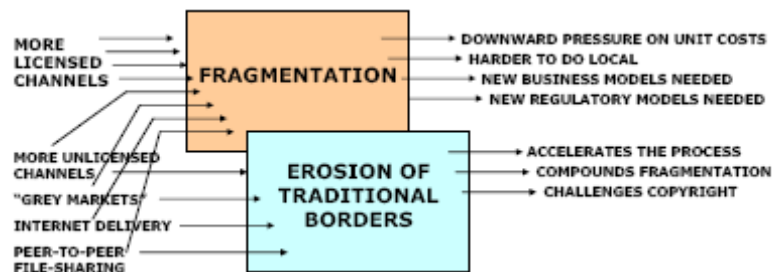 MORE
LICENSED
CHANNELS
MORE UNLICENSED
CHANNELS
"GREY MARKETS"
INTERNET DELIVERY
PEER-TO-PEER
FILE-SHARING
FRAGMENTATION
EROSION OF
TRADITIONAL
BORDERS
DOWNWARD PRESSURE ON UNIT COSTS
HARDER TO DO LOCAL
NEW BUSINESS MODELS NEEDED
NEW REGULATORY MODELS NEEDED
ACCELERATES THE PROCESS
COMPOUNDS FRAGMENTATION
CHALLENGES COPYRIGHT